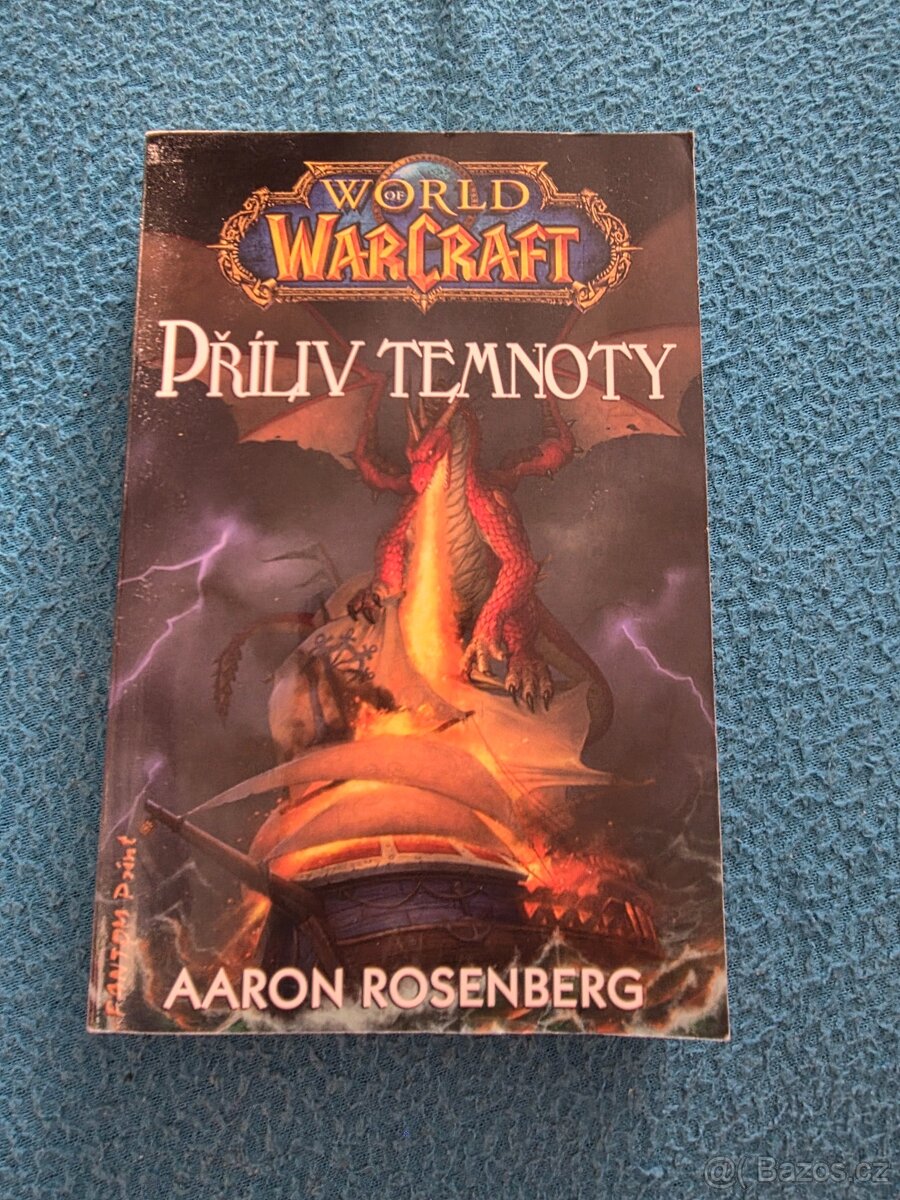 WORLD
OF
WARCRAFT
PŘÍLIV TEMNOTY
FANTOM Print
AARON ROSENBERG
@( Bazos.cz